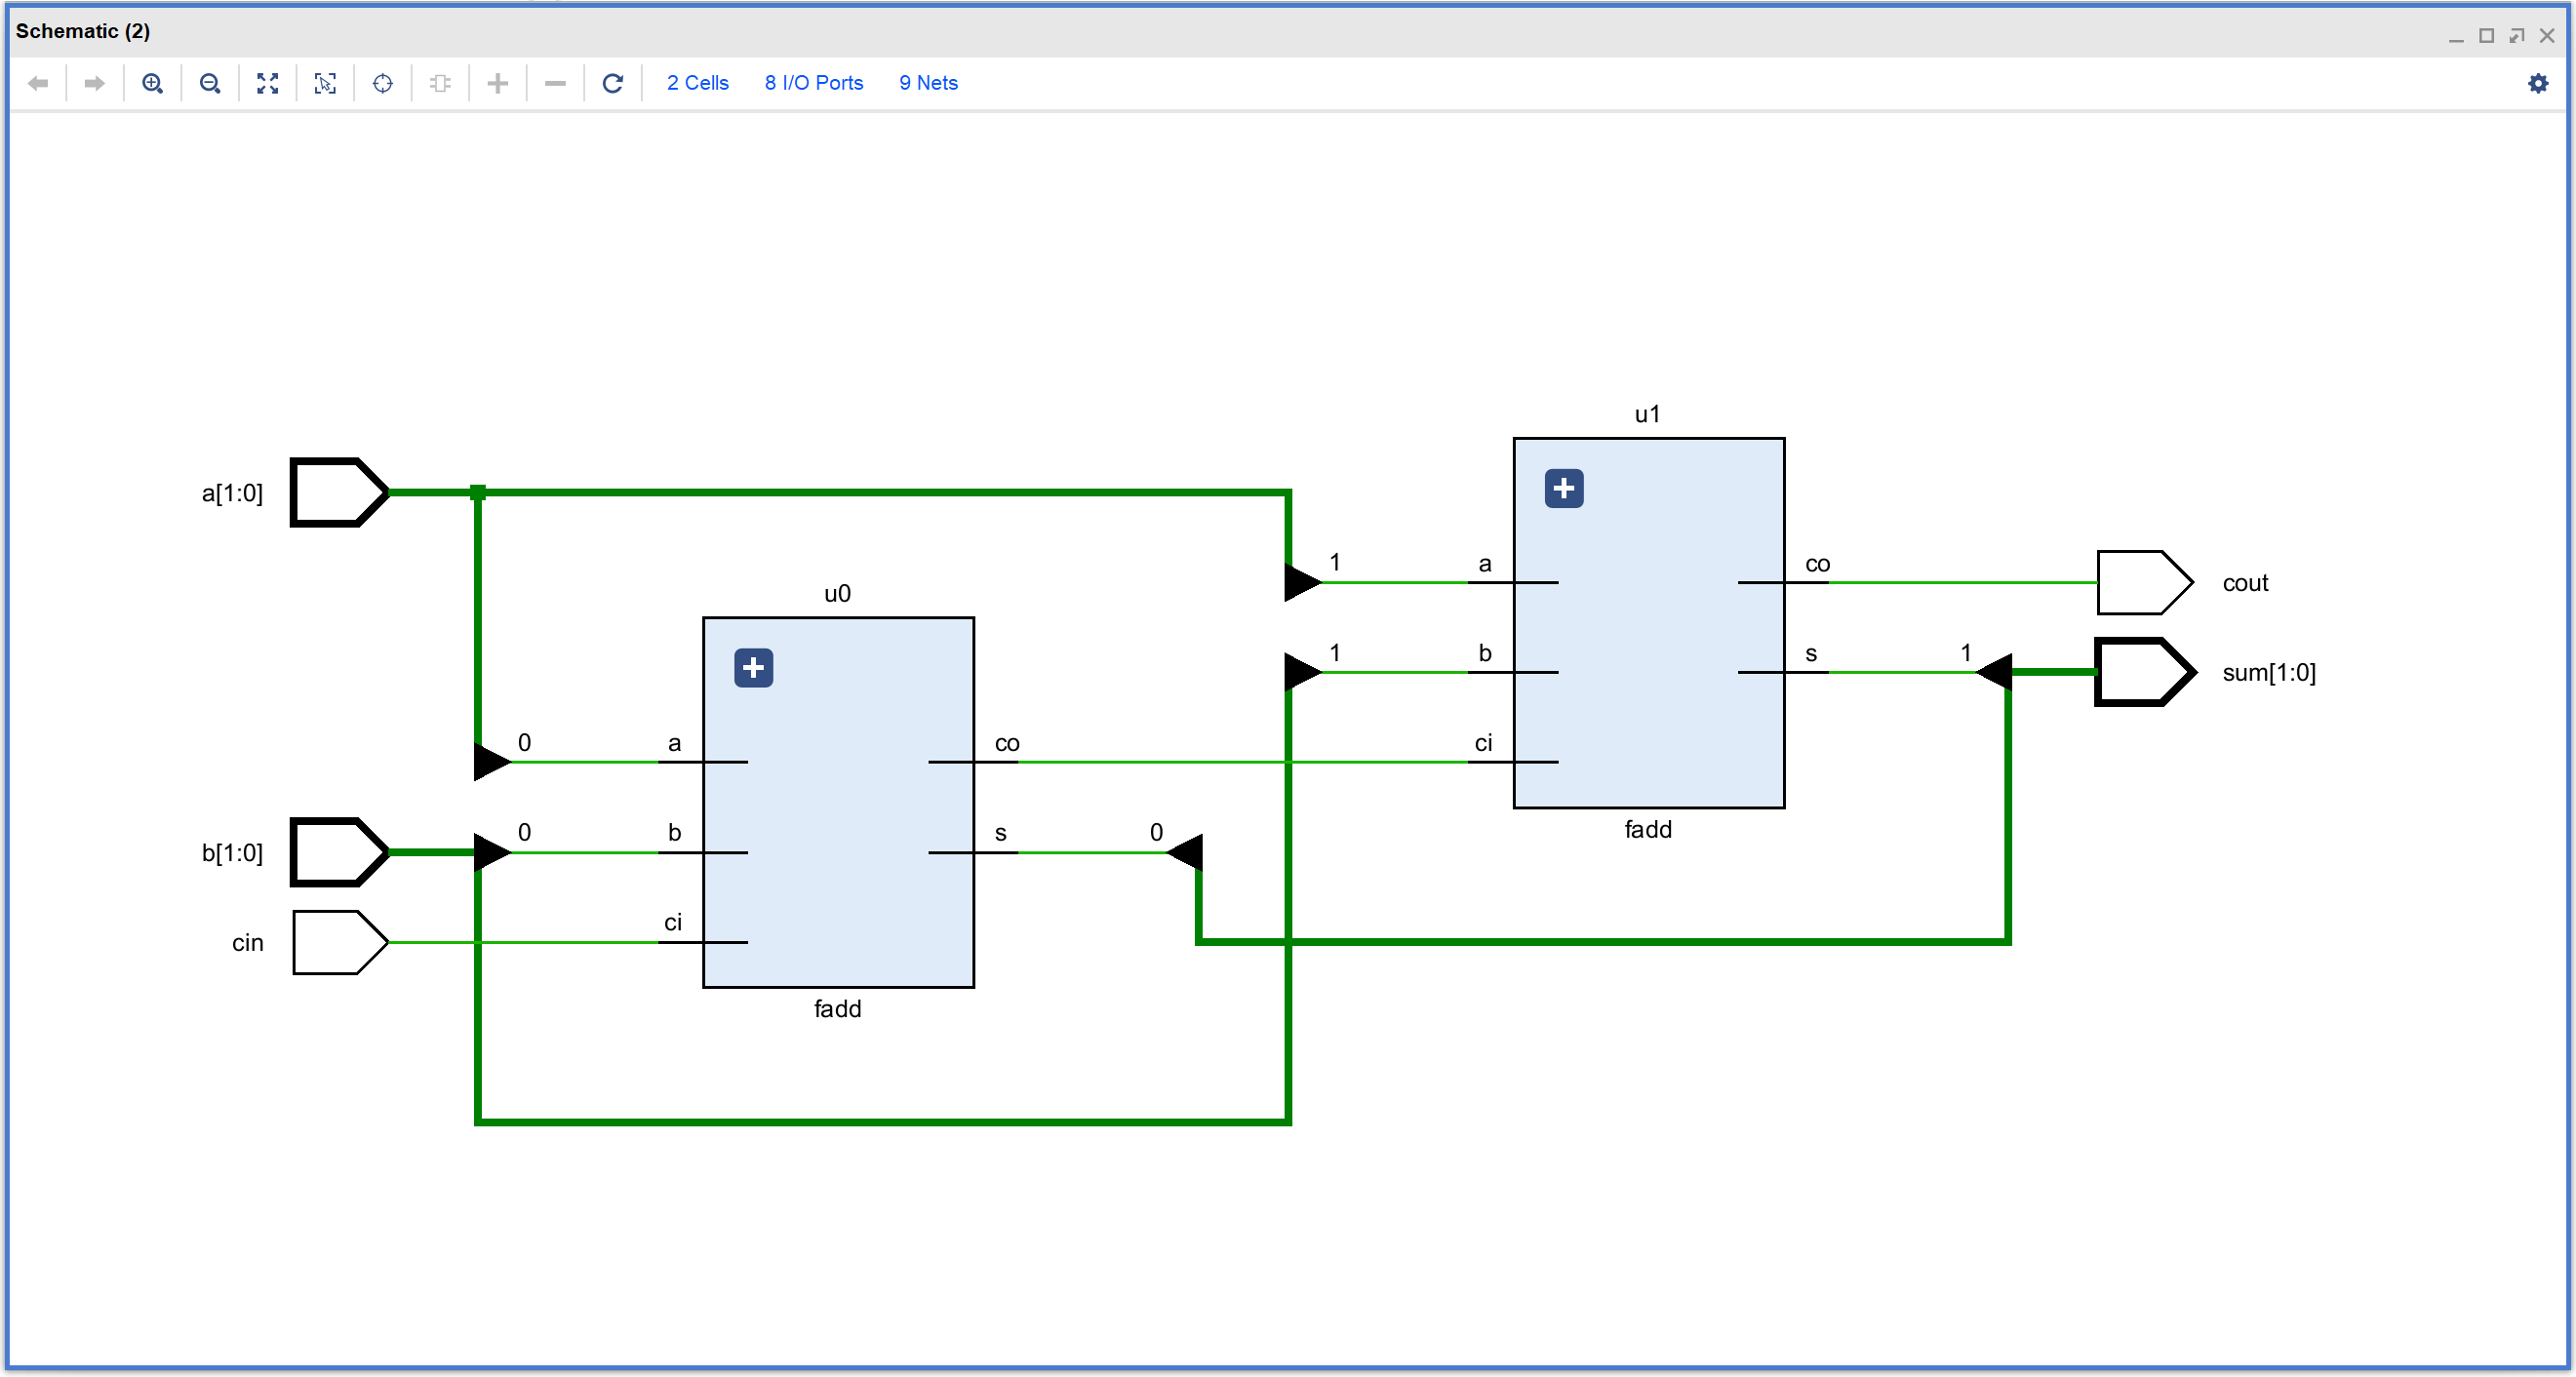 Schematic (2)
2 Cells 8 I/O Ports 9 Nets
u1
a[1:0]
1 a co
cout
u0
1 b s 1
sum[1:0]
0 a co ci
fadd
b[1:0]
0 b s 0
cin
ci
fadd